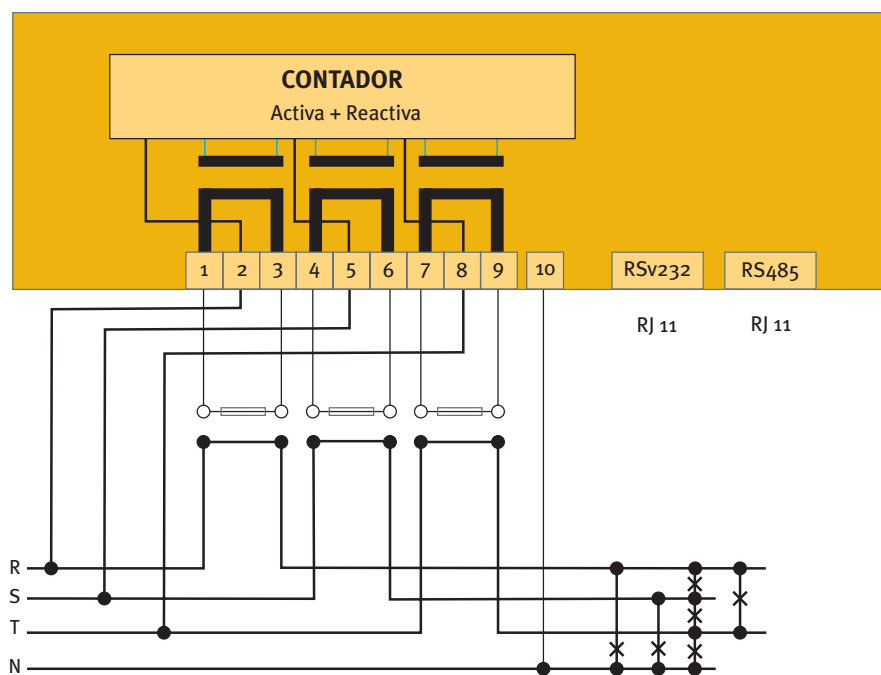 CONTADOR
Activa + Reactiva
1 2 3 4 5 6 7 8 9 10 RSv232 RS485
RJ 11 RJ 11
R
S
T
N